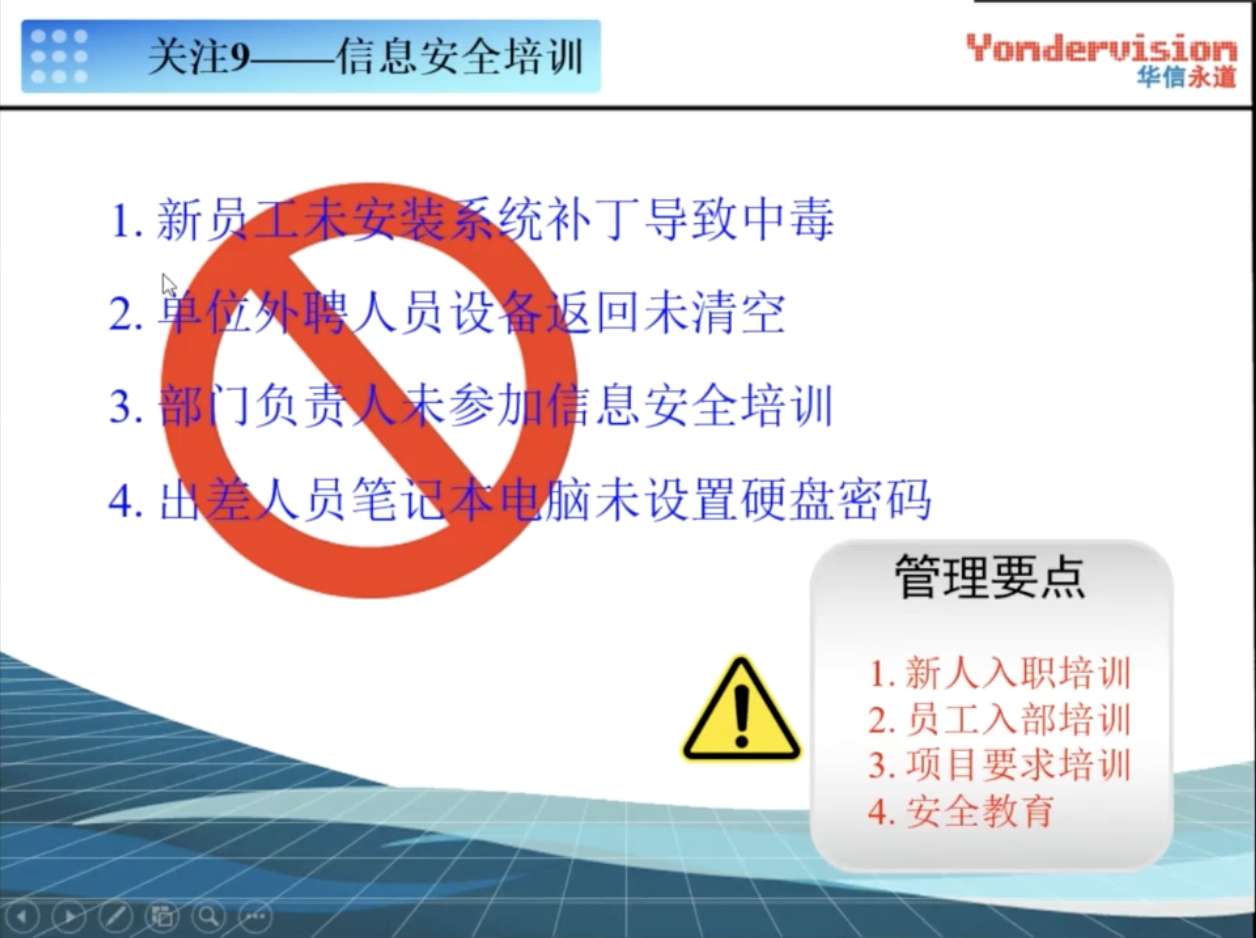 关注9——信息安全培训
Yondervision
华信永道
1. 新员工未安装系统补丁导致中毒
2. 单位外聘人员设备返回未清空
3. 部门负责人未参加信息安全培训
4. 出差人员笔记本电脑未设置硬盘密码
管理要点
1. 新人入职培训
2. 员工入部培训
3. 项目要求培训
4. 安全教育